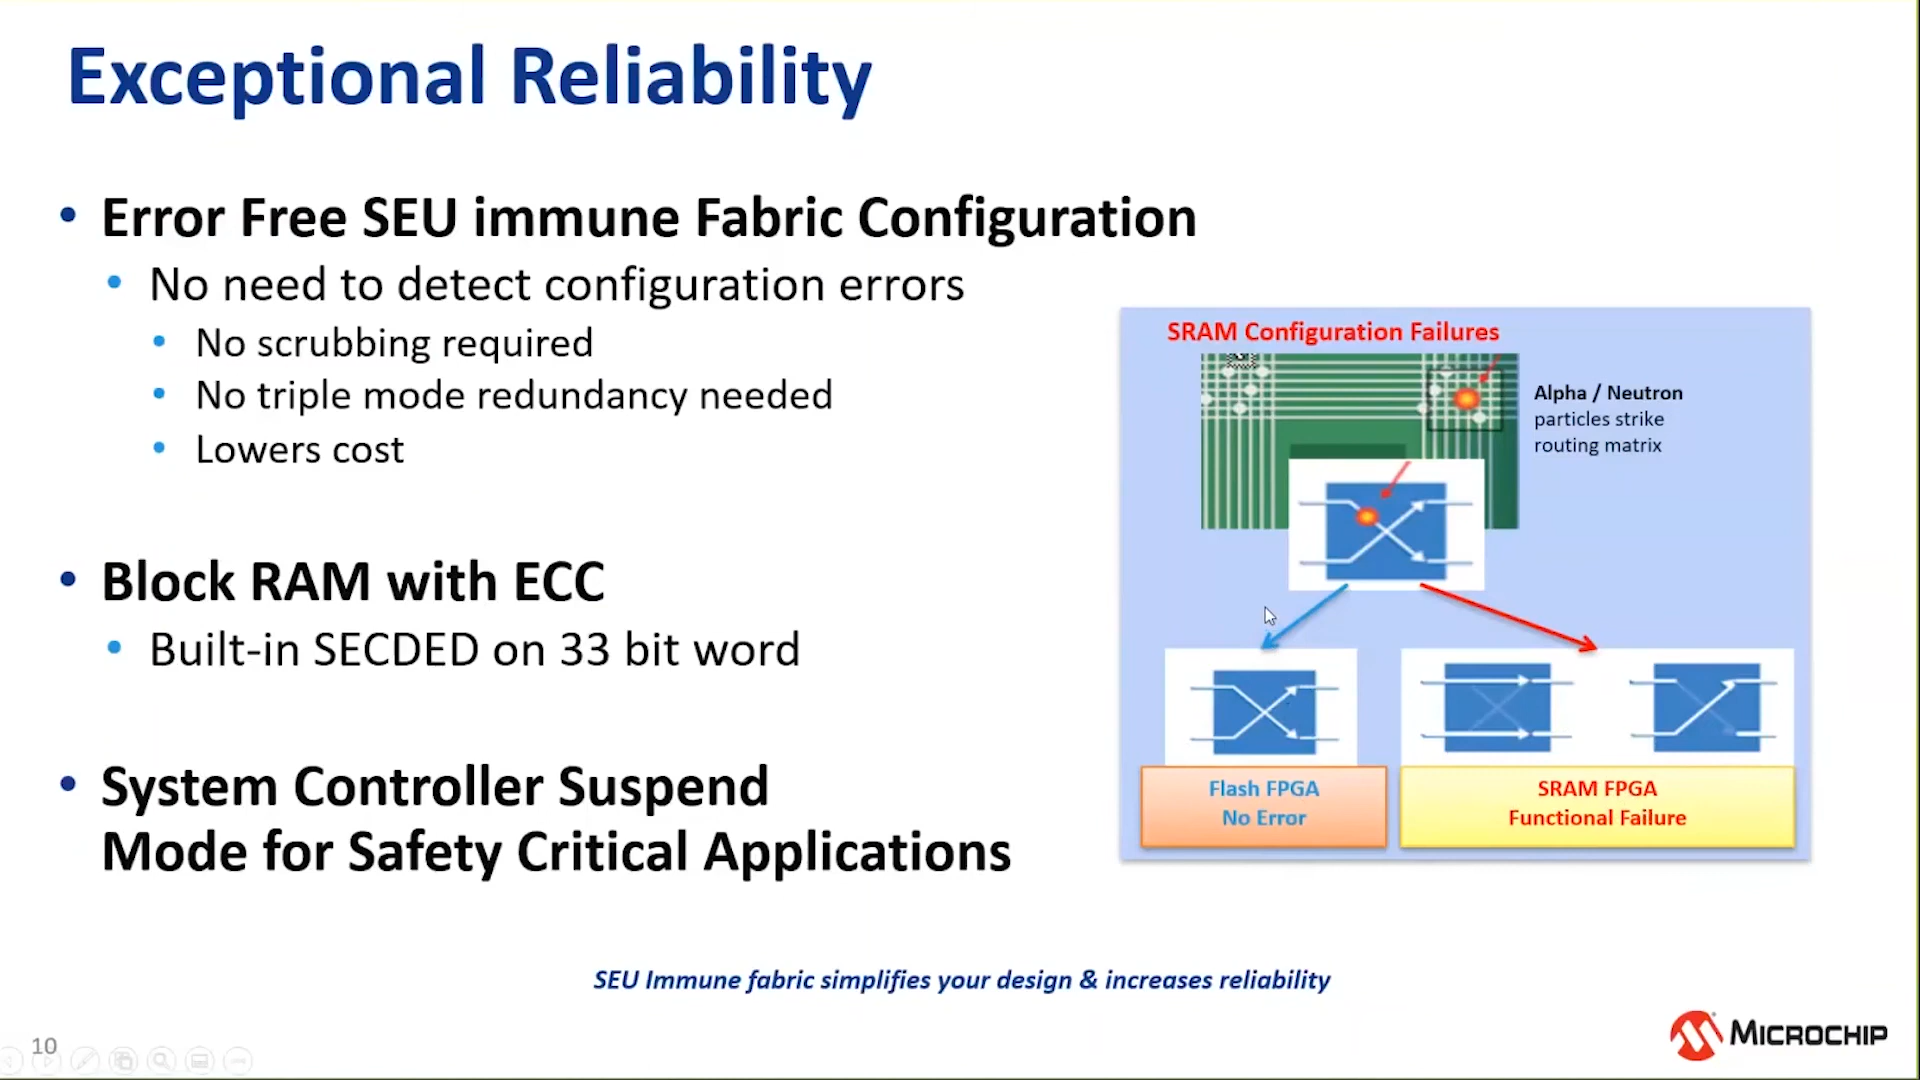 Exceptional Reliability
• Error Free SEU immune Fabric Configuration
• No need to detect configuration errors
• No scrubbing required
• No triple mode redundancy needed
• Lowers cost
• Block RAM with ECC
• Built-in SECDED on 33 bit word
• System Controller Suspend
Mode for Safety Critical Applications
SRAM Configuration Failures
Alpha / Neutron
particles strike
routing matrix
Flash FPGA
No Error
SRAM FPGA
Functional Failure
SEU Immune fabric simplifies your design & increases reliability
10
MICROCHIP